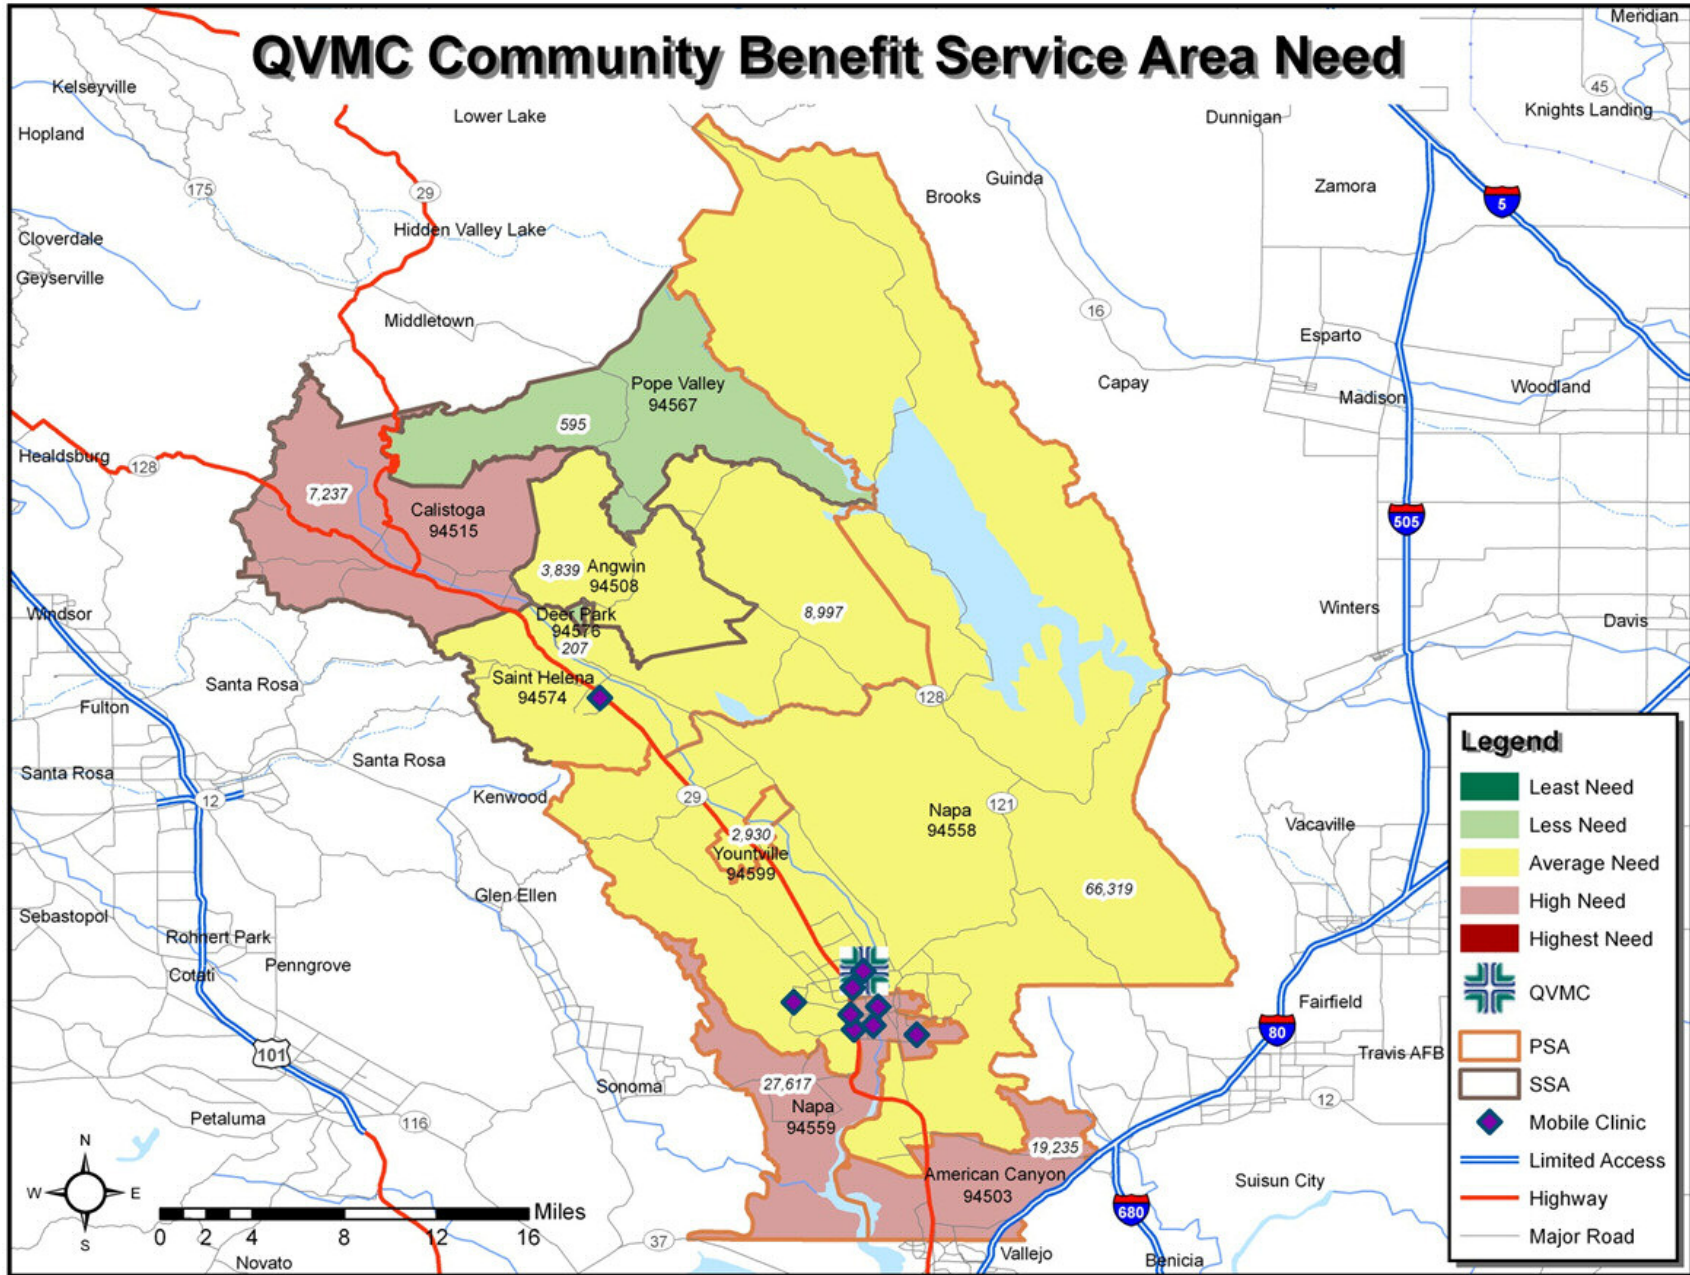 QVMC Community Benefit Service Area Need
Meridian
Kelseyville
45
Lower Lake
Dunnigan
Knights Landing
Hopland
Guinda
Zamora
175
29
Brooks
5
Hidden Valley Lake
Cloverdale
Geyserville
16
Middletown
Esparto
Pope Valley
94567
Capay
Woodland
Madison
595
Healdsburg
128
7,237
Calistoga
94515
505
3,839
Angwin
94508
Windsor
Deer Park
94576
8,997
Winters
Davis
207
Santa Rosa
Saint Helena
94574
128
Fulton
Santa Rosa
Santa Rosa
Kenwood
29
12
121
Napa
94558
Vacaville
2,930
Yountville
94599
66,319
Glen Ellen
Sebastopol
Rohnert Park
Cotati
Penngrove
Fairfield
80
101
Travis AFB
Sonoma
27,617
Napa
94559
12
Petaluma
116
19,235
American Canyon
94503
Suisun City
680
37
Vallejo
Benicia
Novato
N
W
E
S
Miles
0 2 4 8 12 16
Legend
Least Need
Less Need
Average Need
High Need
Highest Need
QVMC
PSA
SSA
Mobile Clinic
Limited Access
Highway
Major Road